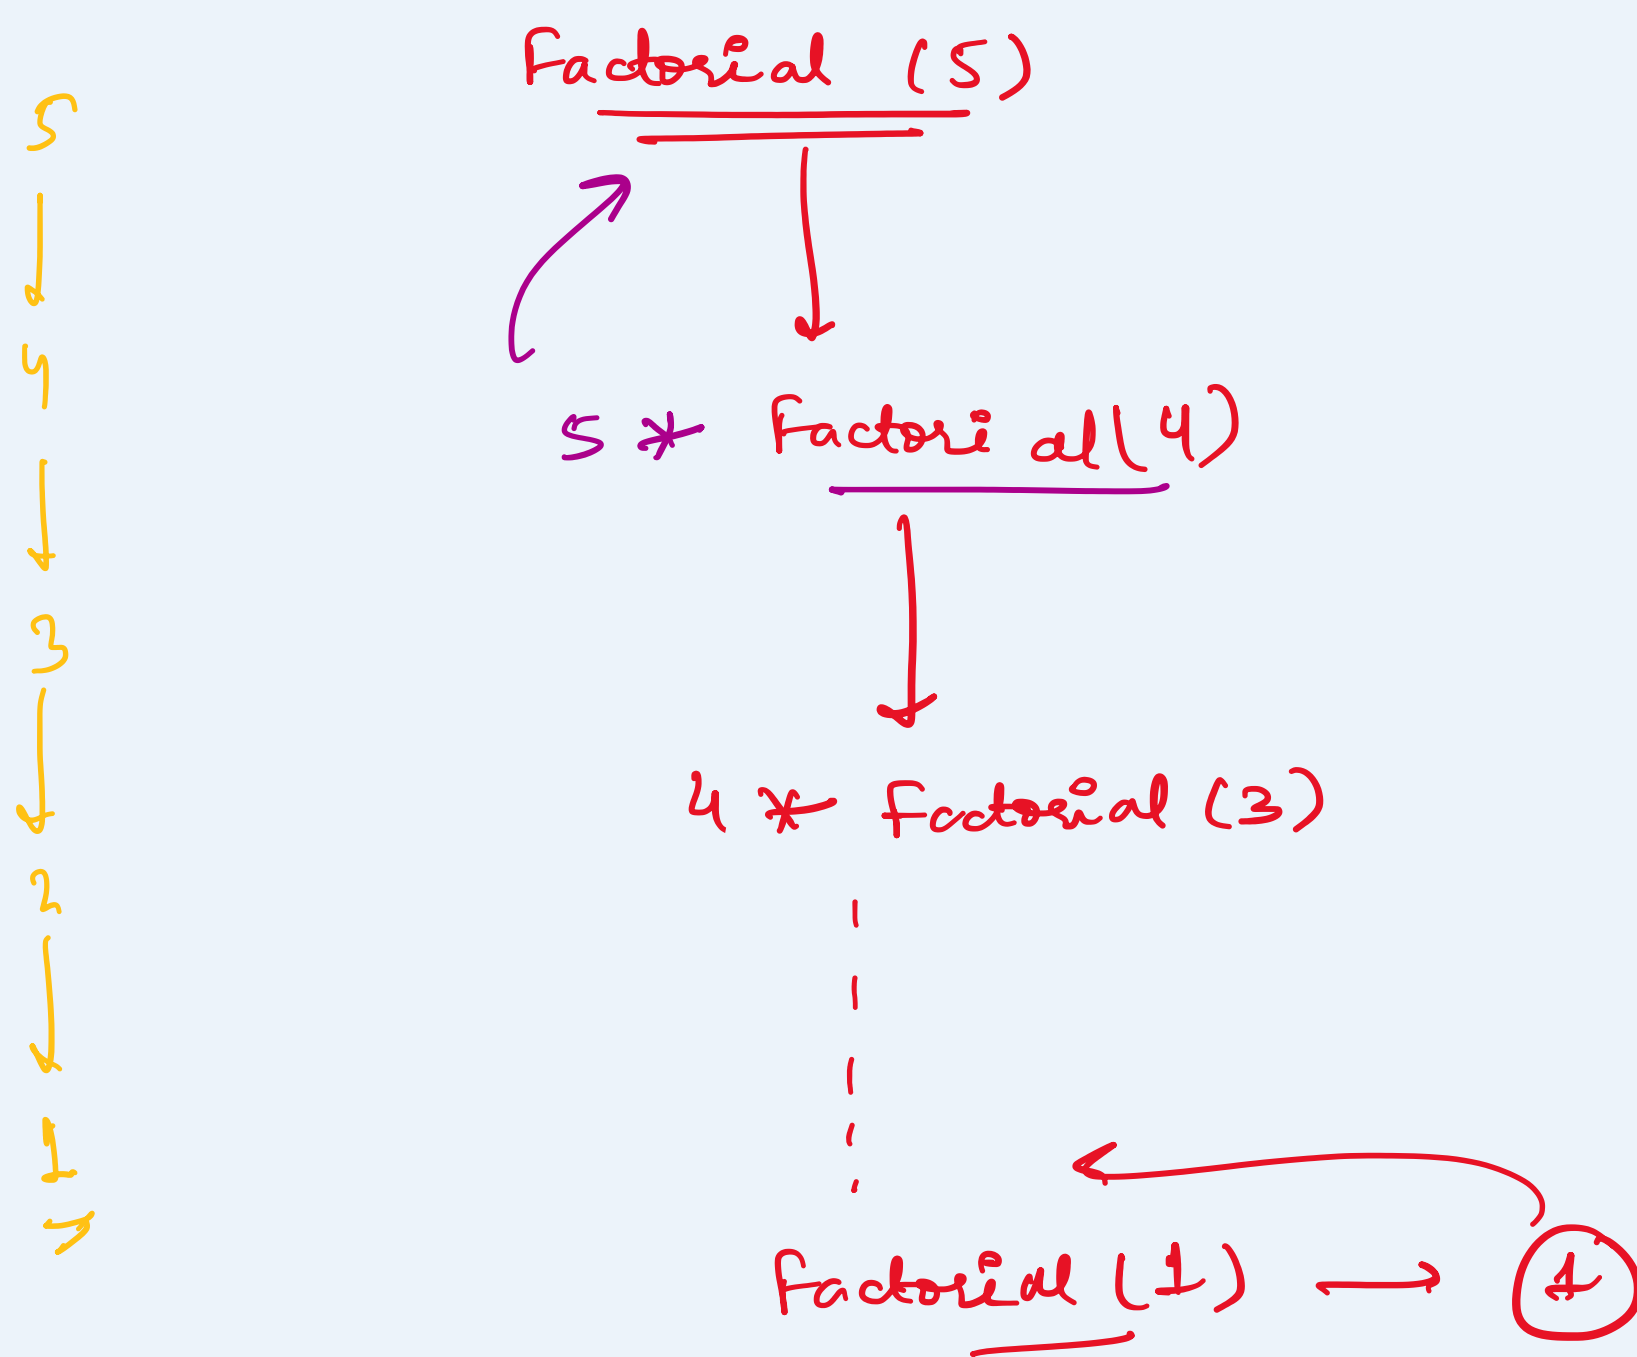 Factorial (5)
5 * Factorial(4)
4 * Factorial (3)
Factorial (1) → 1
5
4
3
2
1